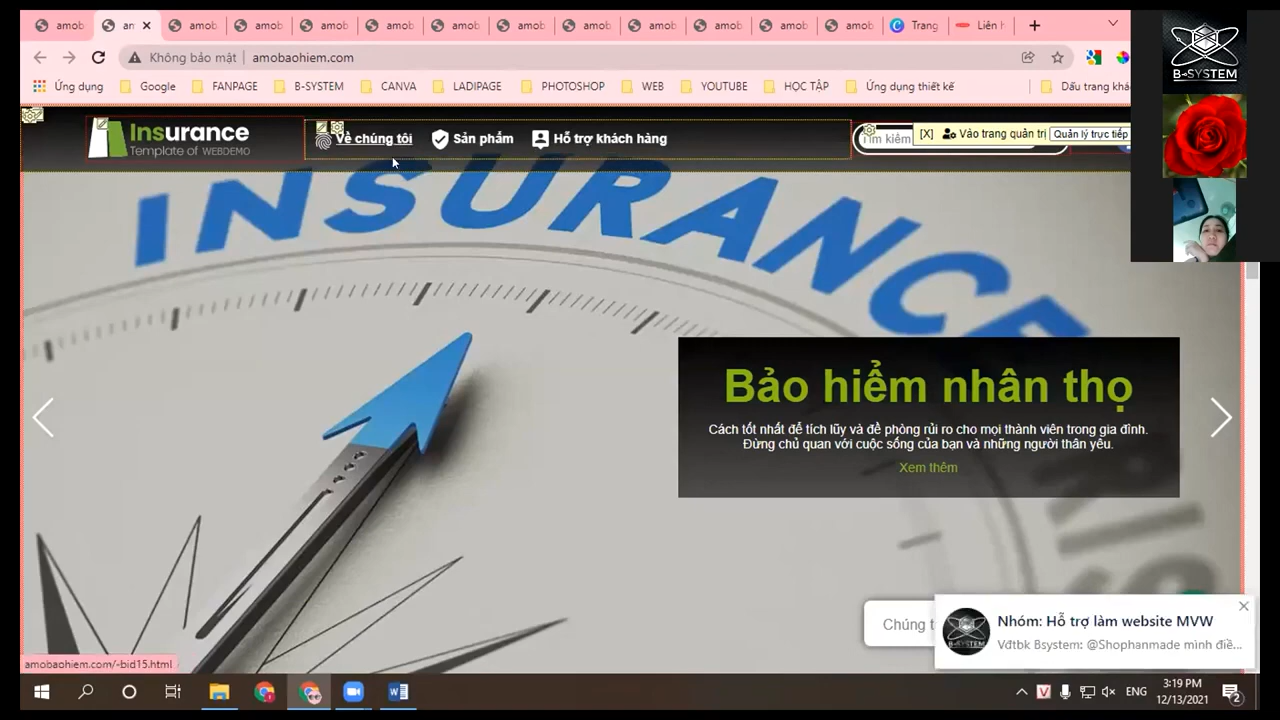 amob
an
amob
amob
amob
amob
amob
amob
amob
amob
amob
amob
amob
Trang
Liên h
Không bảo mật
amobaohiem.com
Ứng dụng
Google
FANPAGE
B-SYSTEM
CANVA
LADIPAGE
PHOTOSHOP
WEB
YOUTUBE
HỌC TẬP
Ứng dụng thiết kế
Dấu trang khá
B-SYSTEM
Insurance
Template of WEBDEMO
Về chúng tôi
Sản phẩm
Hỗ trợ Khách hàng
Tìm kiếm
[X]
Vào trang quản trị
Quản lý trực tiếp
INSURANCE
Bảo hiểm nhân thọ
Cách tốt nhất để tích lũy và đề phòng rủi ro cho mọi thành viên trong gia đình.
Đừng chủ quan với cuộc sống của bạn và những người thân yêu.
Xem thêm
Chúng t
Nhóm: Hỗ trợ làm website MVW
Vđtbk Bsystem: @Shophanmade mình điề...
amobaohiem.com/-bid15.html
ENG
3:19 PM
12/13/2021
2